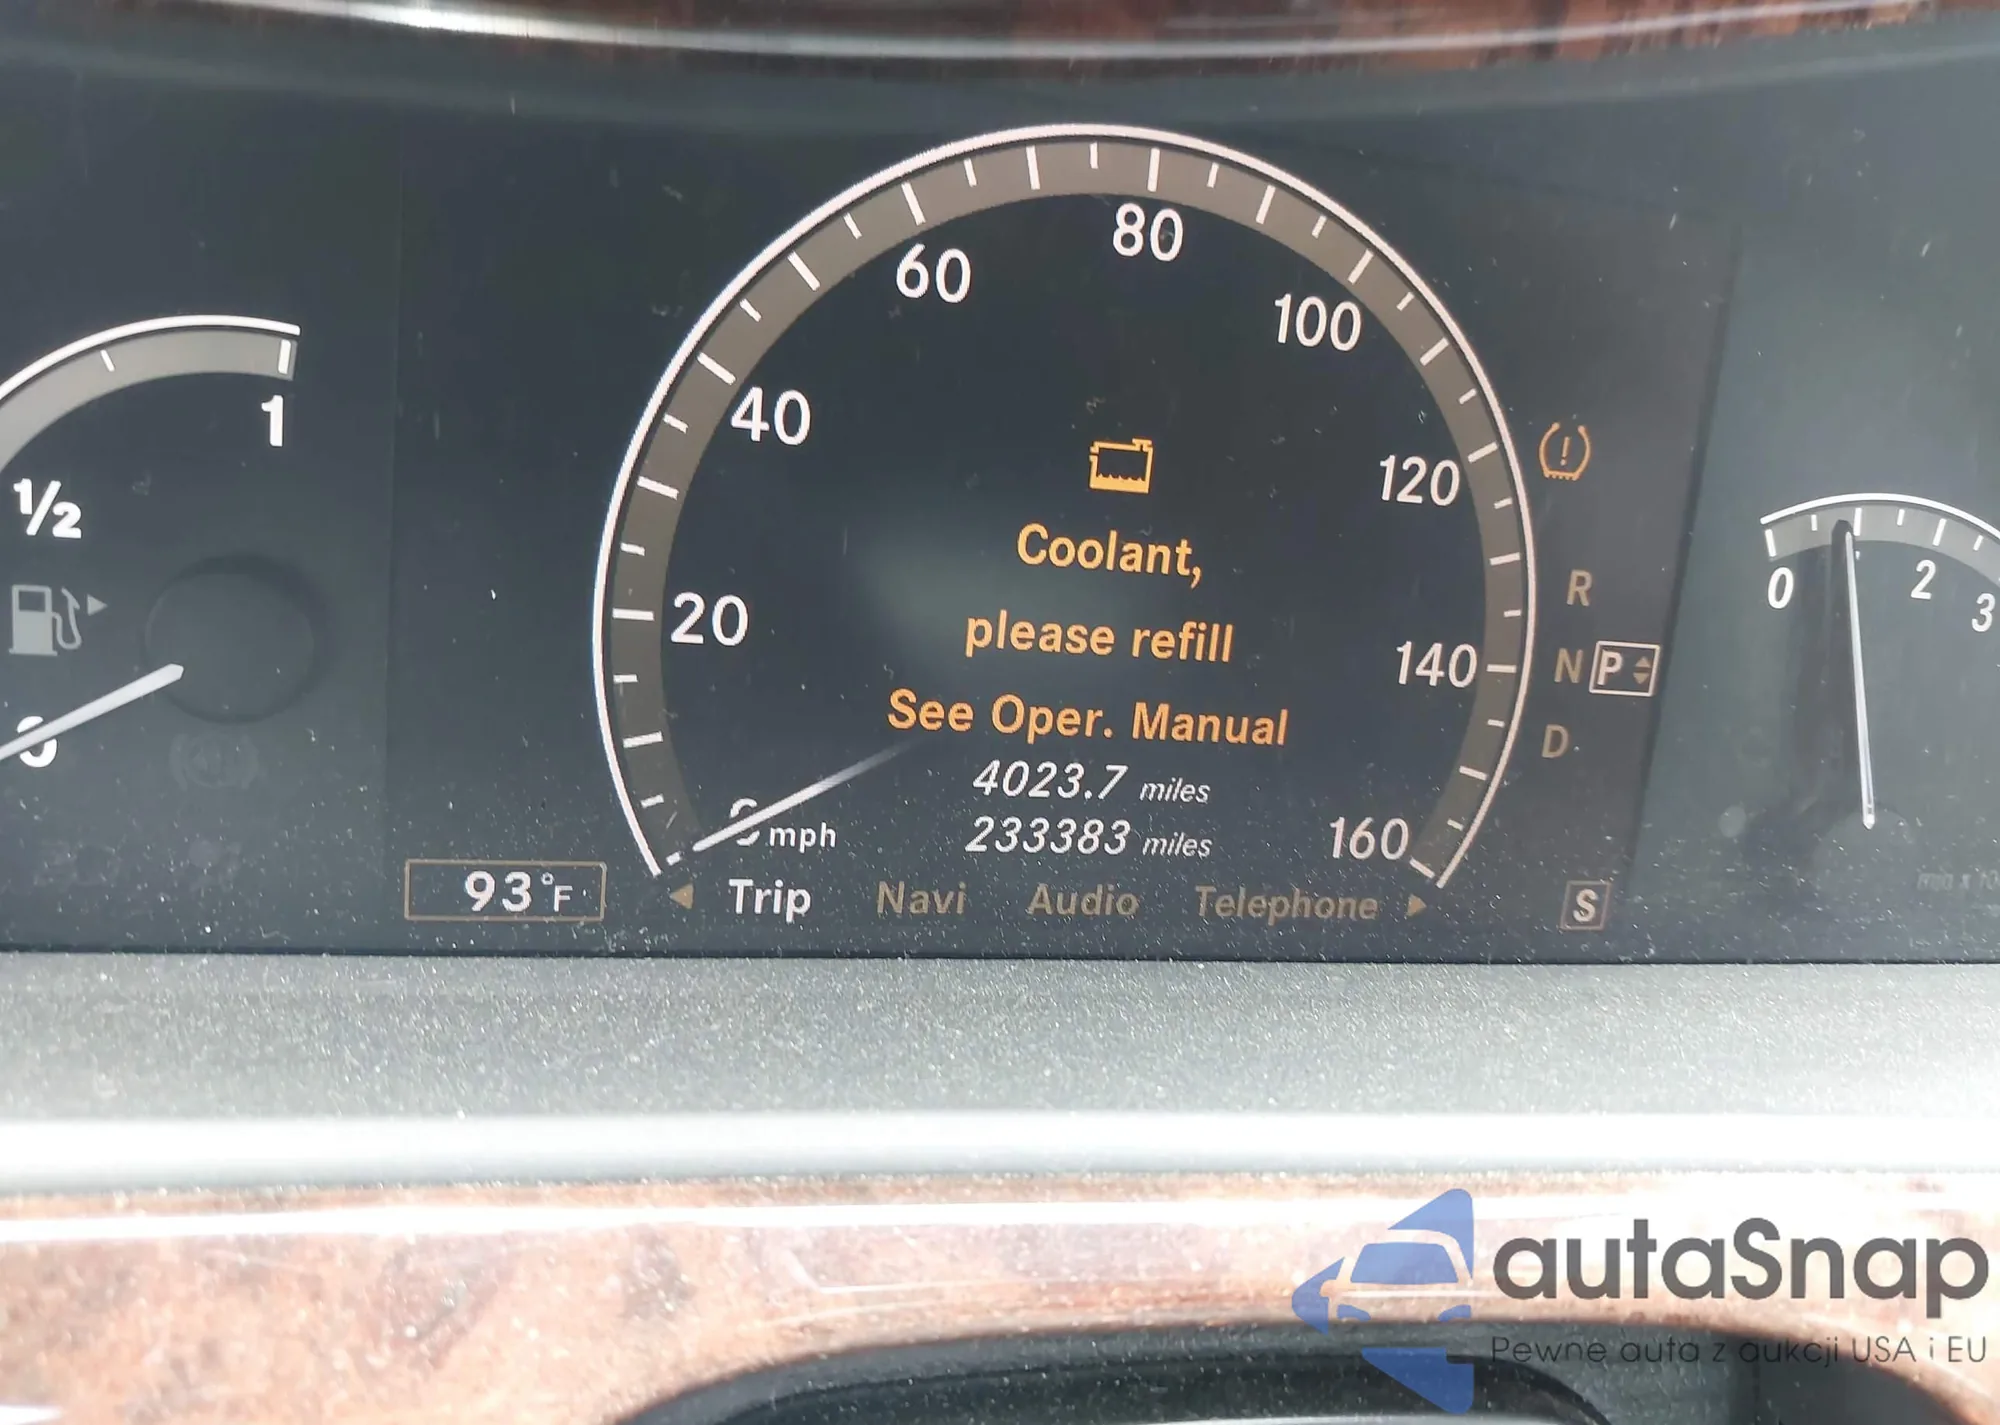 80
60
100
1
40
120
1/2
Coolant,
20
please refill
0
2
3
R
140
N P
See Oper. Manual
D
4023.7 miles
0 mph
233383 miles
160
93°F
Trip Navi Audio Telephone
S
autaSnap
Pewne auta z aukcji USA i EU